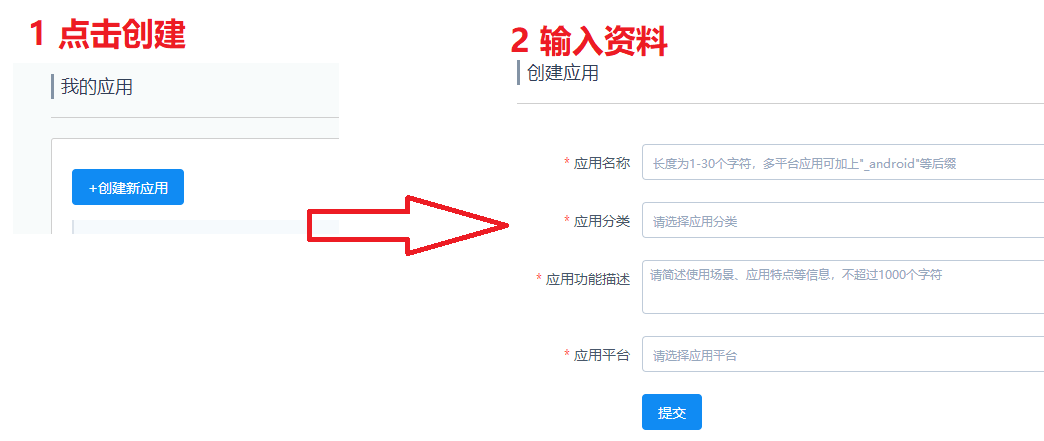 1 点击创建
我的应用
+创建新应用
2 输入资料
创建应用
* 应用名称
长度为1-30个字符，多平台应用可加上"_android"等后缀
* 应用分类
请选择应用分类
* 应用功能描述
请简述使用场景、应用特点等信息，不超过1000个字符
* 应用平台
请选择应用平台
提交